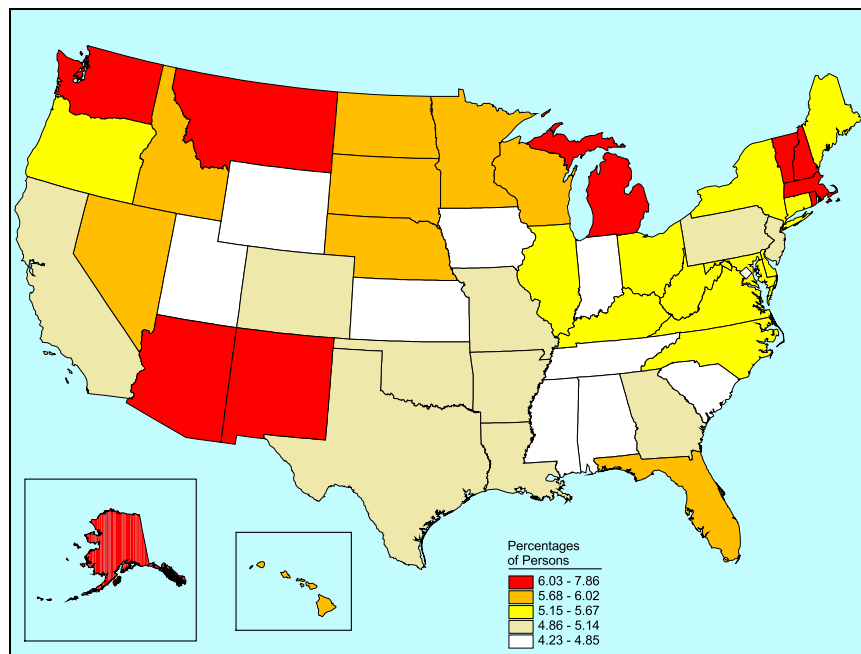 Percentages
of Persons
6.03 - 7.86
5.68 - 6.02
5.15 - 5.67
4.86 - 5.14
4.23 - 4.85